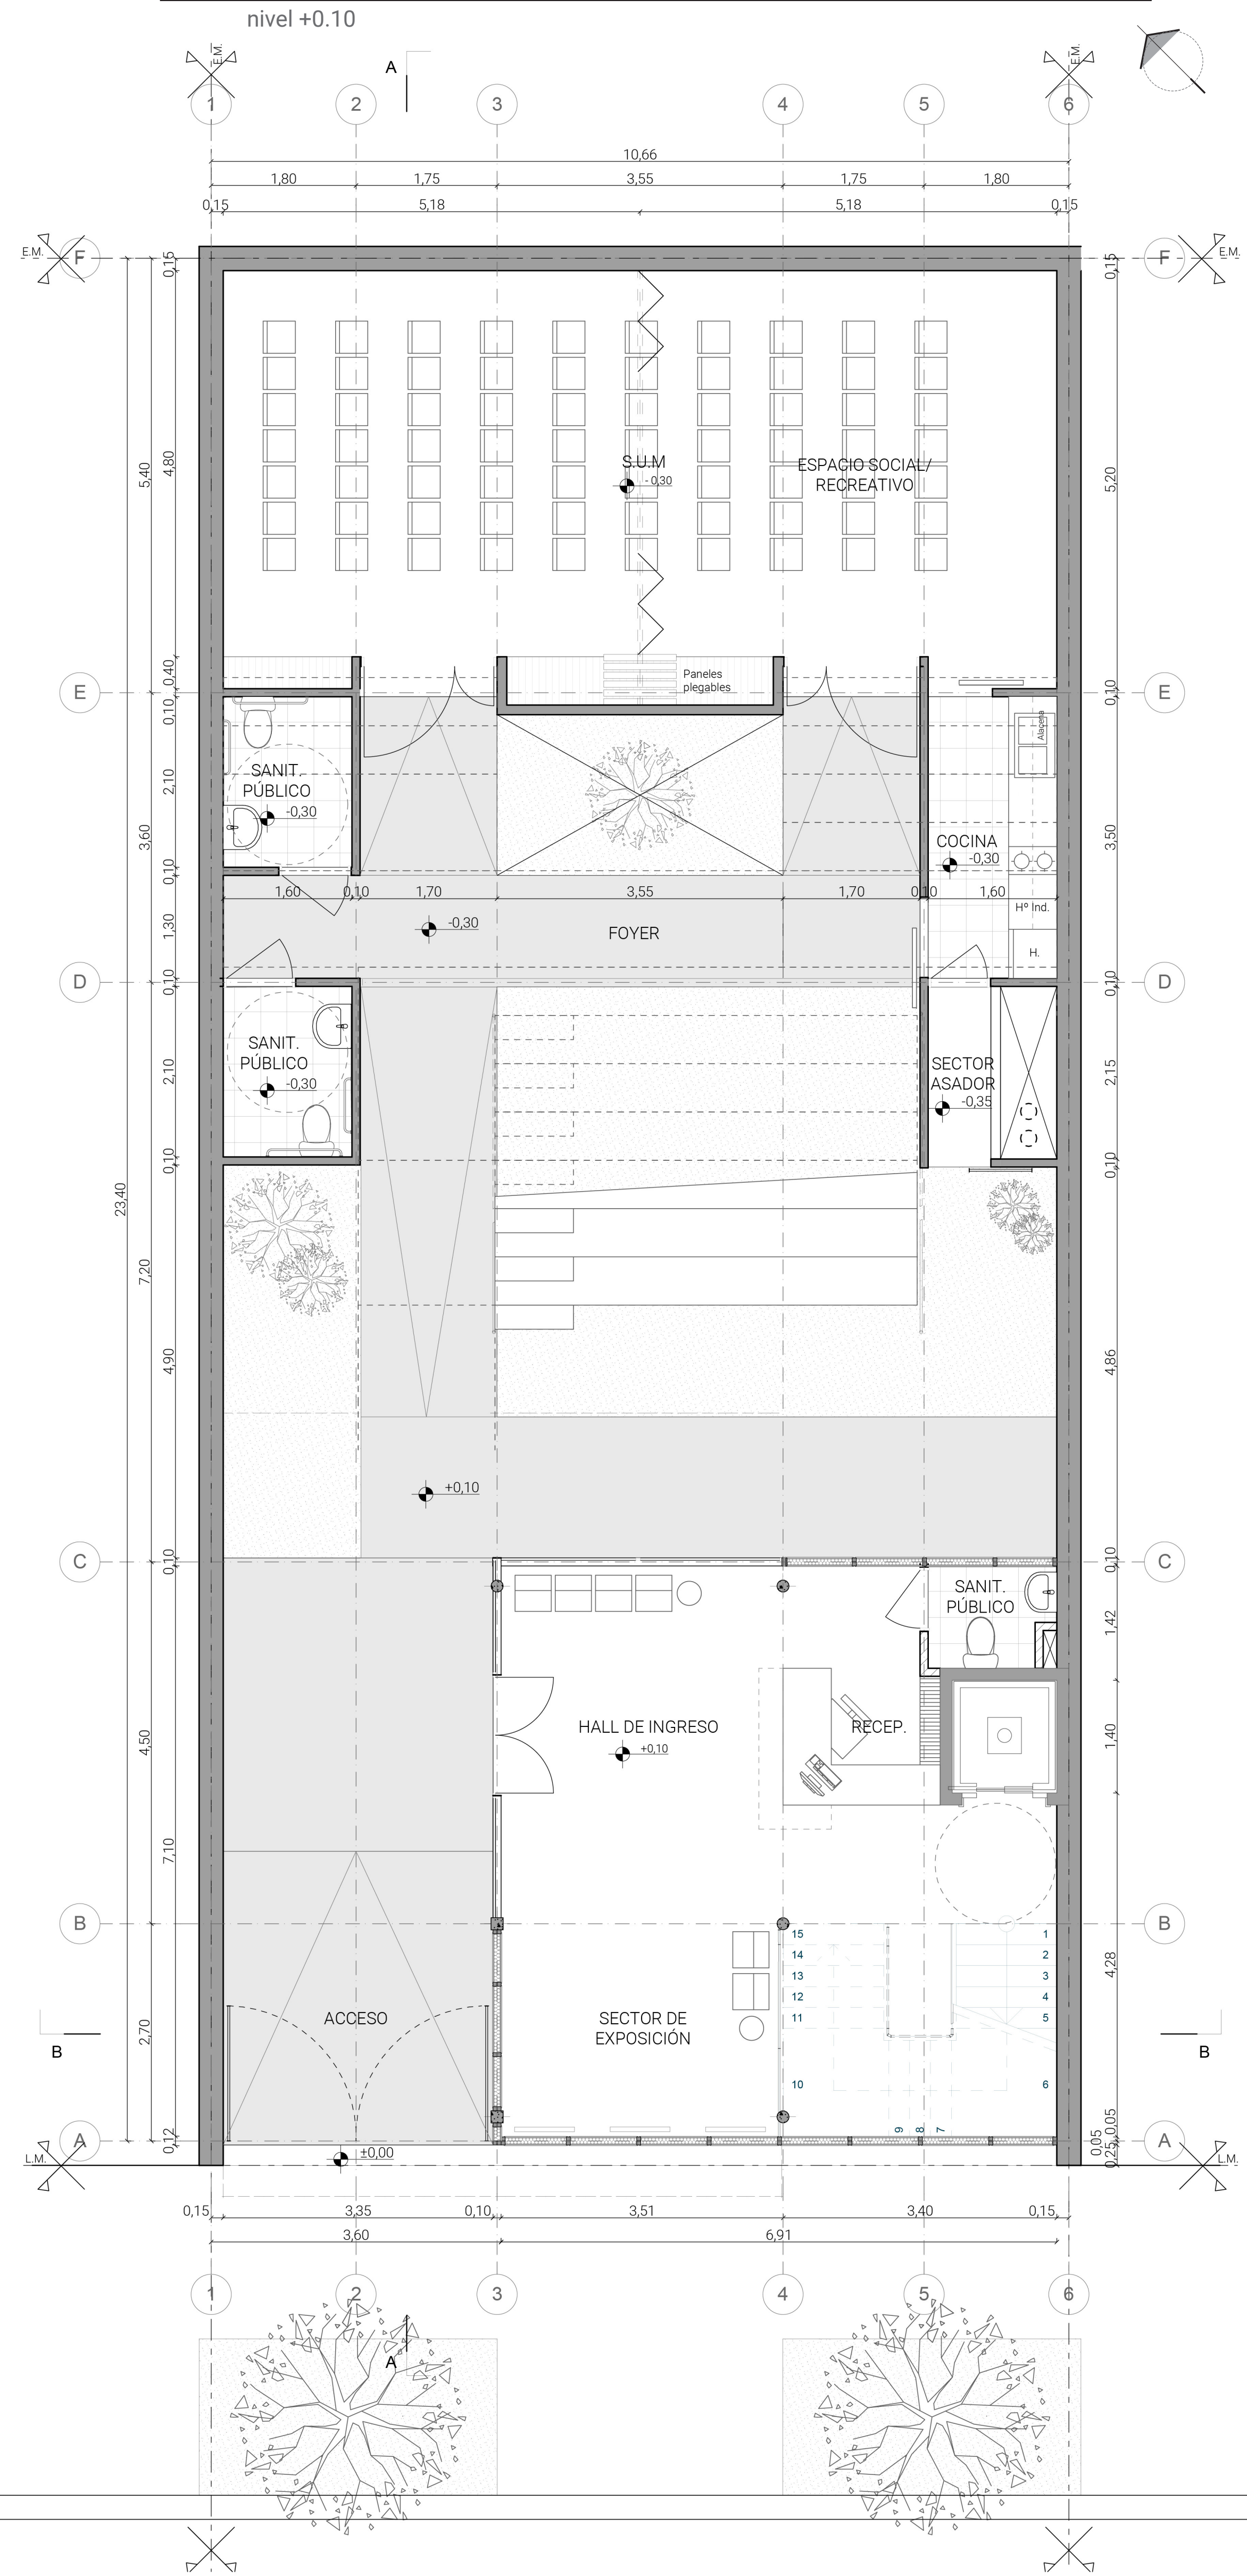 nivel +0.10
E.M.
A
E.M.
1
2
3
4
5
6
10,66
1,80
1,75
3,55
1,75
1,80
0,15
5,18
5,18
0,15
E.M.
F
0,15
0,15
F
E.M.
5,40
4,80
S.U.M
- 0,30
ESPACIO SOCIAL/
RECREATIVO
5,20
0,40
Paneles
plegables
E
0,10
0,10
E
Alacena
SANIT.
PÚBLICO
-0,30
2,10
3,60
COCINA
-0,30
3,50
0,10
1,60
0,10
1,70
3,55
1,70
0,10
1,60
Hº Ind.
1,30
-0,30
FOYER
H.
D
0,10
0,10
D
SANIT.
PÚBLICO
-0,30
2,10
SECTOR
ASADOR
-0,35
2,15
0,10
0,10
23,40
7,20
4,90
4,86
+0,10
C
0,10
0,10
C
SANIT.
PÚBLICO
1,42
4,50
HALL DE INGRESO
+0,10
RECEP.
1,40
7,10
B
B
15
1
14
2
13
3
12
4
11
5
4,28
2,70
ACCESO
SECTOR DE
EXPOSICIÓN
B
B
10
6
9
8
7
A
0,12
0,05
0,25
0,05
A
L.M.
±0,00
L.M.
0,15
3,35
0,10
3,51
3,40
0,15
3,60
6,91
1
2
3
4
5
6
A